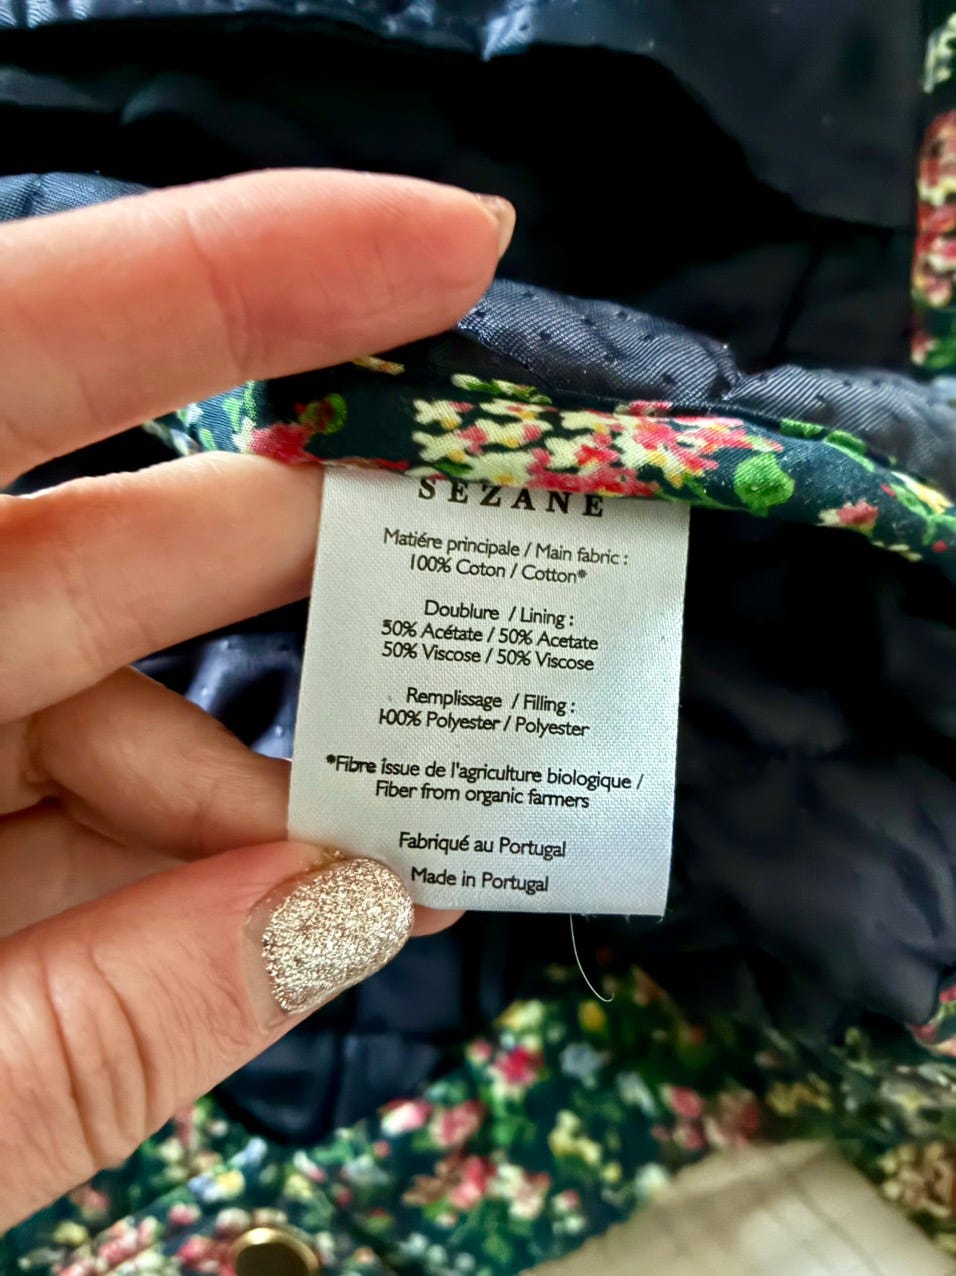 SEZANE
Matiére principale / Main fabric :
100% Coton / Cotton*
Doublure / Lining :
50% Acétate / 50% Acetate
50% Viscose / 50% Viscose
Remplissage / Filling :
100% Polyester / Polyester
*Fibre issue de l'agriculture biologique /
Fiber from organic farmers
Fabriqué au Portugal
Made in Portugal